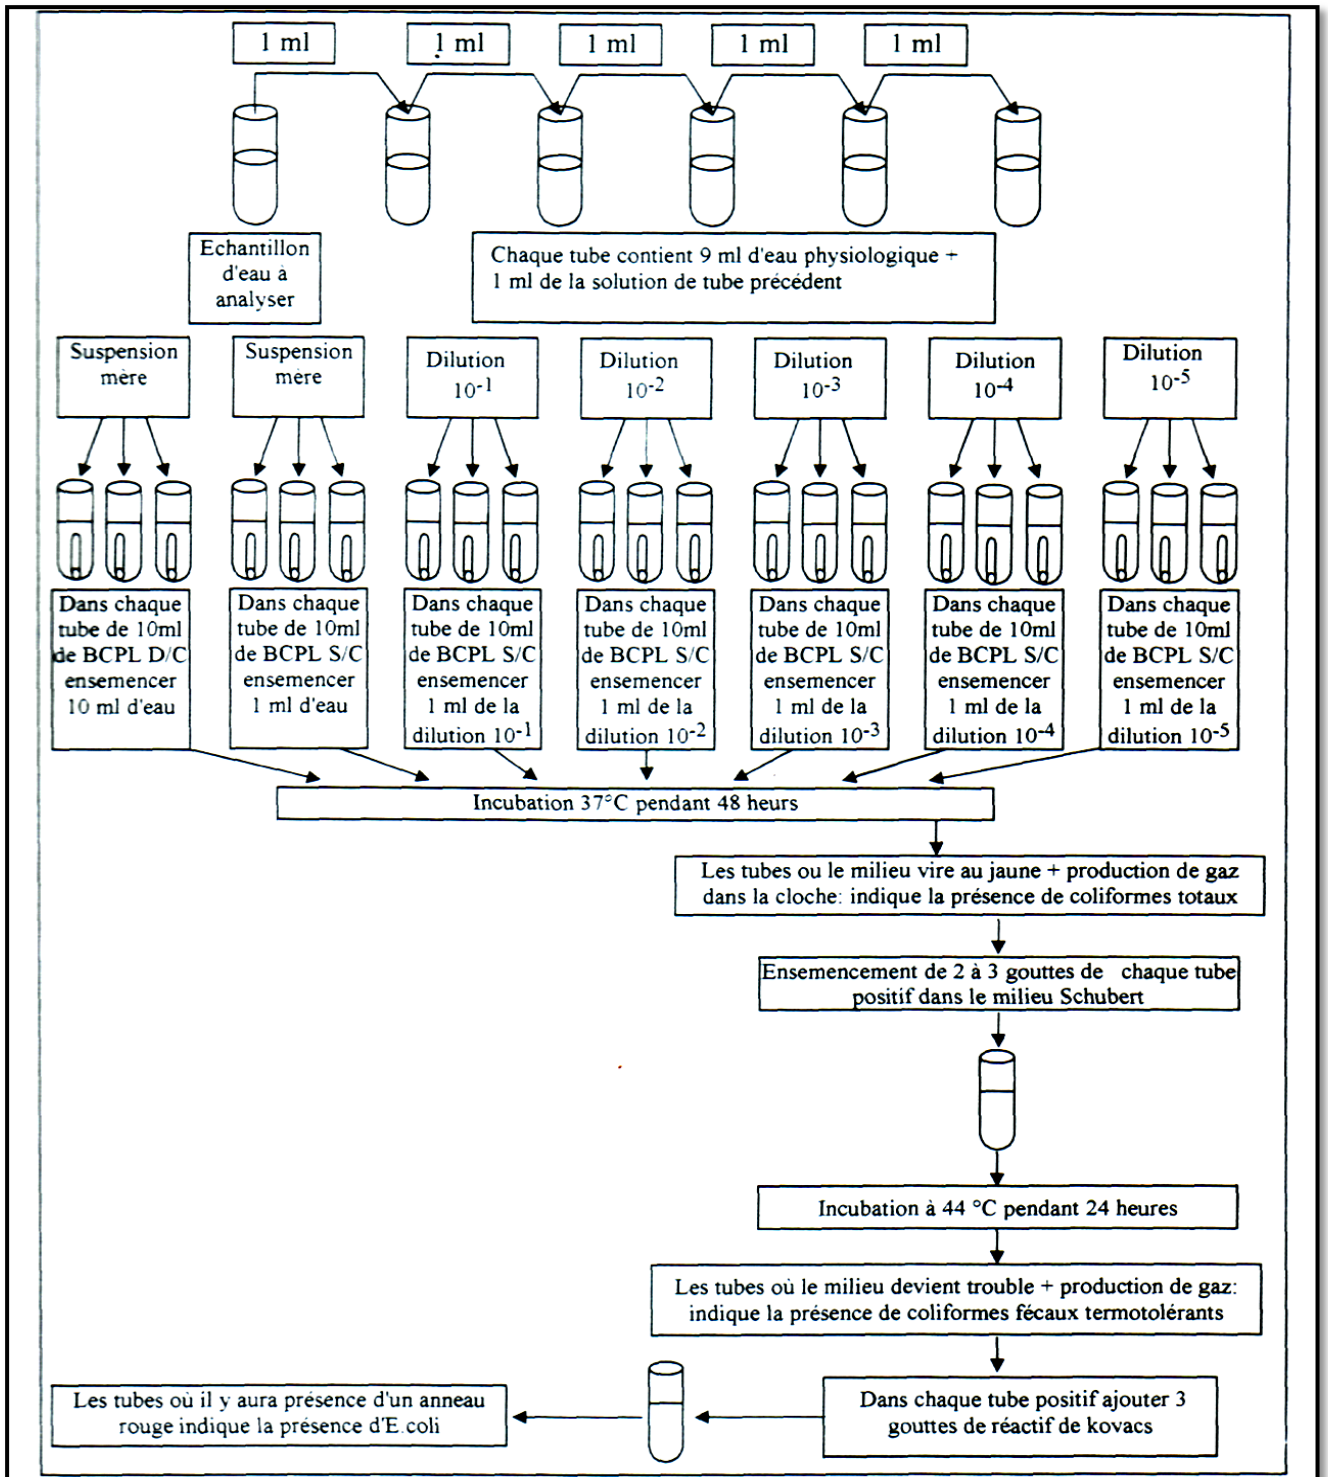 1 ml
1 ml
1 ml
1 ml
1 ml
Echantillon
d'eau à
analyser
Chaque tube contient 9 ml d'eau physiologique +
1 ml de la solution de tube précédent
Suspension
mère
Suspension
mère
Dilution
10-1
Dilution
10-2
Dilution
10-3
Dilution
10-4
Dilution
10-5
Dans chaque
tube de 10ml
de BCPL D/C
ensemencer
10 ml d'eau
Dans chaque
tube de 10ml
de BCPL S/C
ensemencer
1 ml d'eau
Dans chaque
tube de 10ml
de BCPL S/C
ensemencer
1 ml de la
dilution 10-1
Dans chaque
tube de 10ml
de BCPL S/C
ensemencer
1 ml de la
dilution 10-2
Dans chaque
tube de 10ml
de BCPL S/C
ensemencer
1 ml de la
dilution 10-3
Dans chaque
tube de 10ml
de BCPL S/C
ensemencer
1 ml de la
dilution 10-4
Dans chaque
tube de 10ml
de BCPL S/C
ensemencer
1 ml de la
dilution 10-5
Incubation 37°C pendant 48 heurs
Les tubes ou le milieu vire au jaune + production de gaz
dans la cloche: indique la présence de coliformes totaux
Ensemencement de 2 à 3 gouttes de chaque tube
positif dans le milieu Schubert
Incubation à 44 °C pendant 24 heures
Les tubes où le milieu devient trouble + production de gaz:
indique la présence de coliformes fécaux termotolérants
Dans chaque tube positif ajouter 3
gouttes de réactif de kovacs
Les tubes où il y aura présence d'un anneau
rouge indique la présence d'E.coli